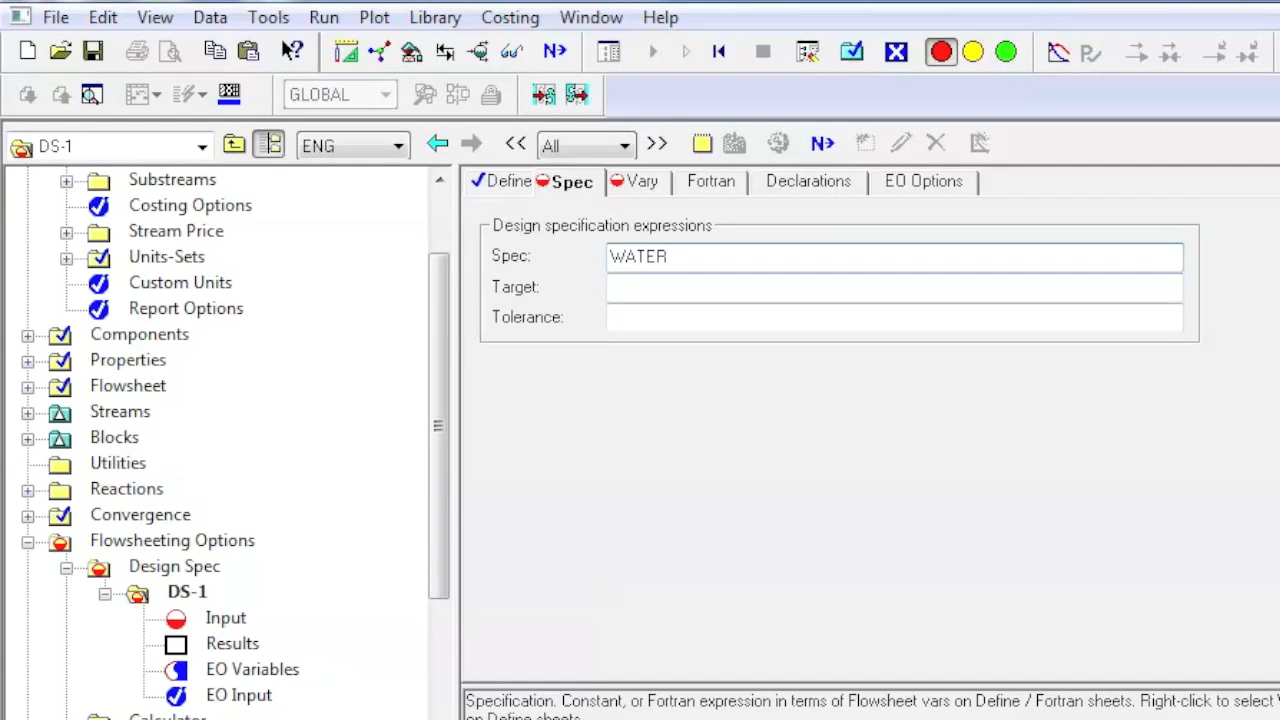 File Edit View Data Tools Run Plot Library Costing Window Help
N>
GLOBAL
DS-1 ENG << All >> N>
Substreams
Costing Options
Stream Price
Units-Sets
Custom Units
Report Options
Components
Properties
Flowsheet
Streams
Blocks
Utilities
Reactions
Convergence
Flowsheeting Options
Design Spec
DS-1
Input
Results
EO Variables
EO Input
Calculator
Define Spec Vary Fortran Declarations EO Options
Design specification expressions
Spec: WATER
Target:
Tolerance:
Specification. Constant, or Fortran expression in terms of Flowsheet vars on Define / Fortran sheets. Right-click to select
on Define sheets.